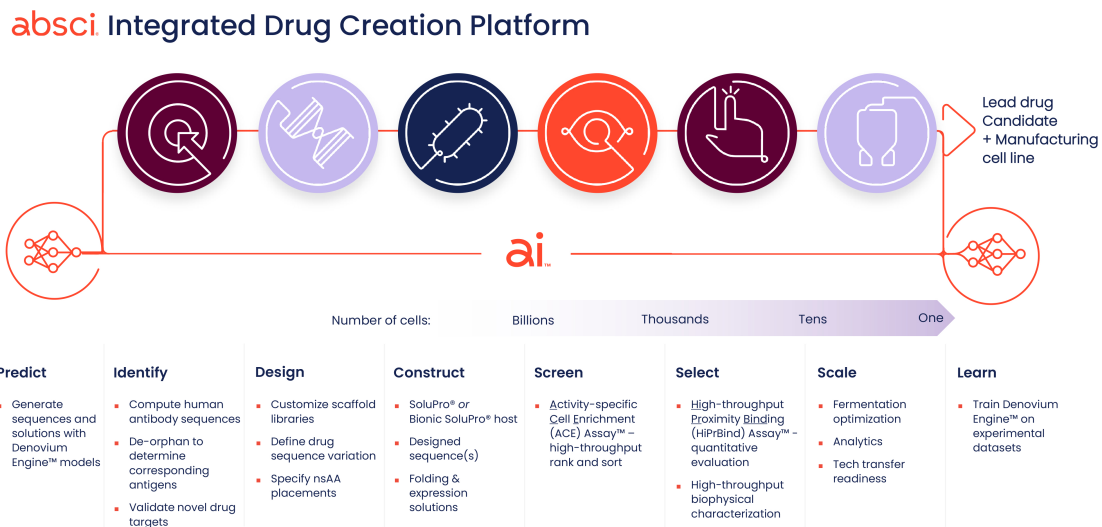 absci. Integrated Drug Creation Platform
Lead drug
Candidate
+ Manufacturing
cell line
ai™
Number of cells: Billions Thousands Tens One
Predict
Generate
sequences and
solutions with
Denovium
Engine™ models
Identify
Compute human
antibody sequences
De-orphan to
determine
corresponding
antigens
Validate novel drug
targets
Design
Customize scaffold
libraries
Define drug
sequence variation
Specify nsAA
placements
Construct
SoluPro® or
Bionic SoluPro® host
Designed
sequence(s)
Folding &
expression
solutions
Screen
Activity-specific
Cell Enrichment
(ACE) Assay™ –
high-throughput
rank and sort
Select
High-throughput
Proximity Binding
(HiPrBind) Assay™ -
quantitative
evaluation
High-throughput
biophysical
characterization
Scale
Fermentation
optimization
Analytics
Tech transfer
readiness
Learn
Train Denovium
Engine™ on
experimental
datasets